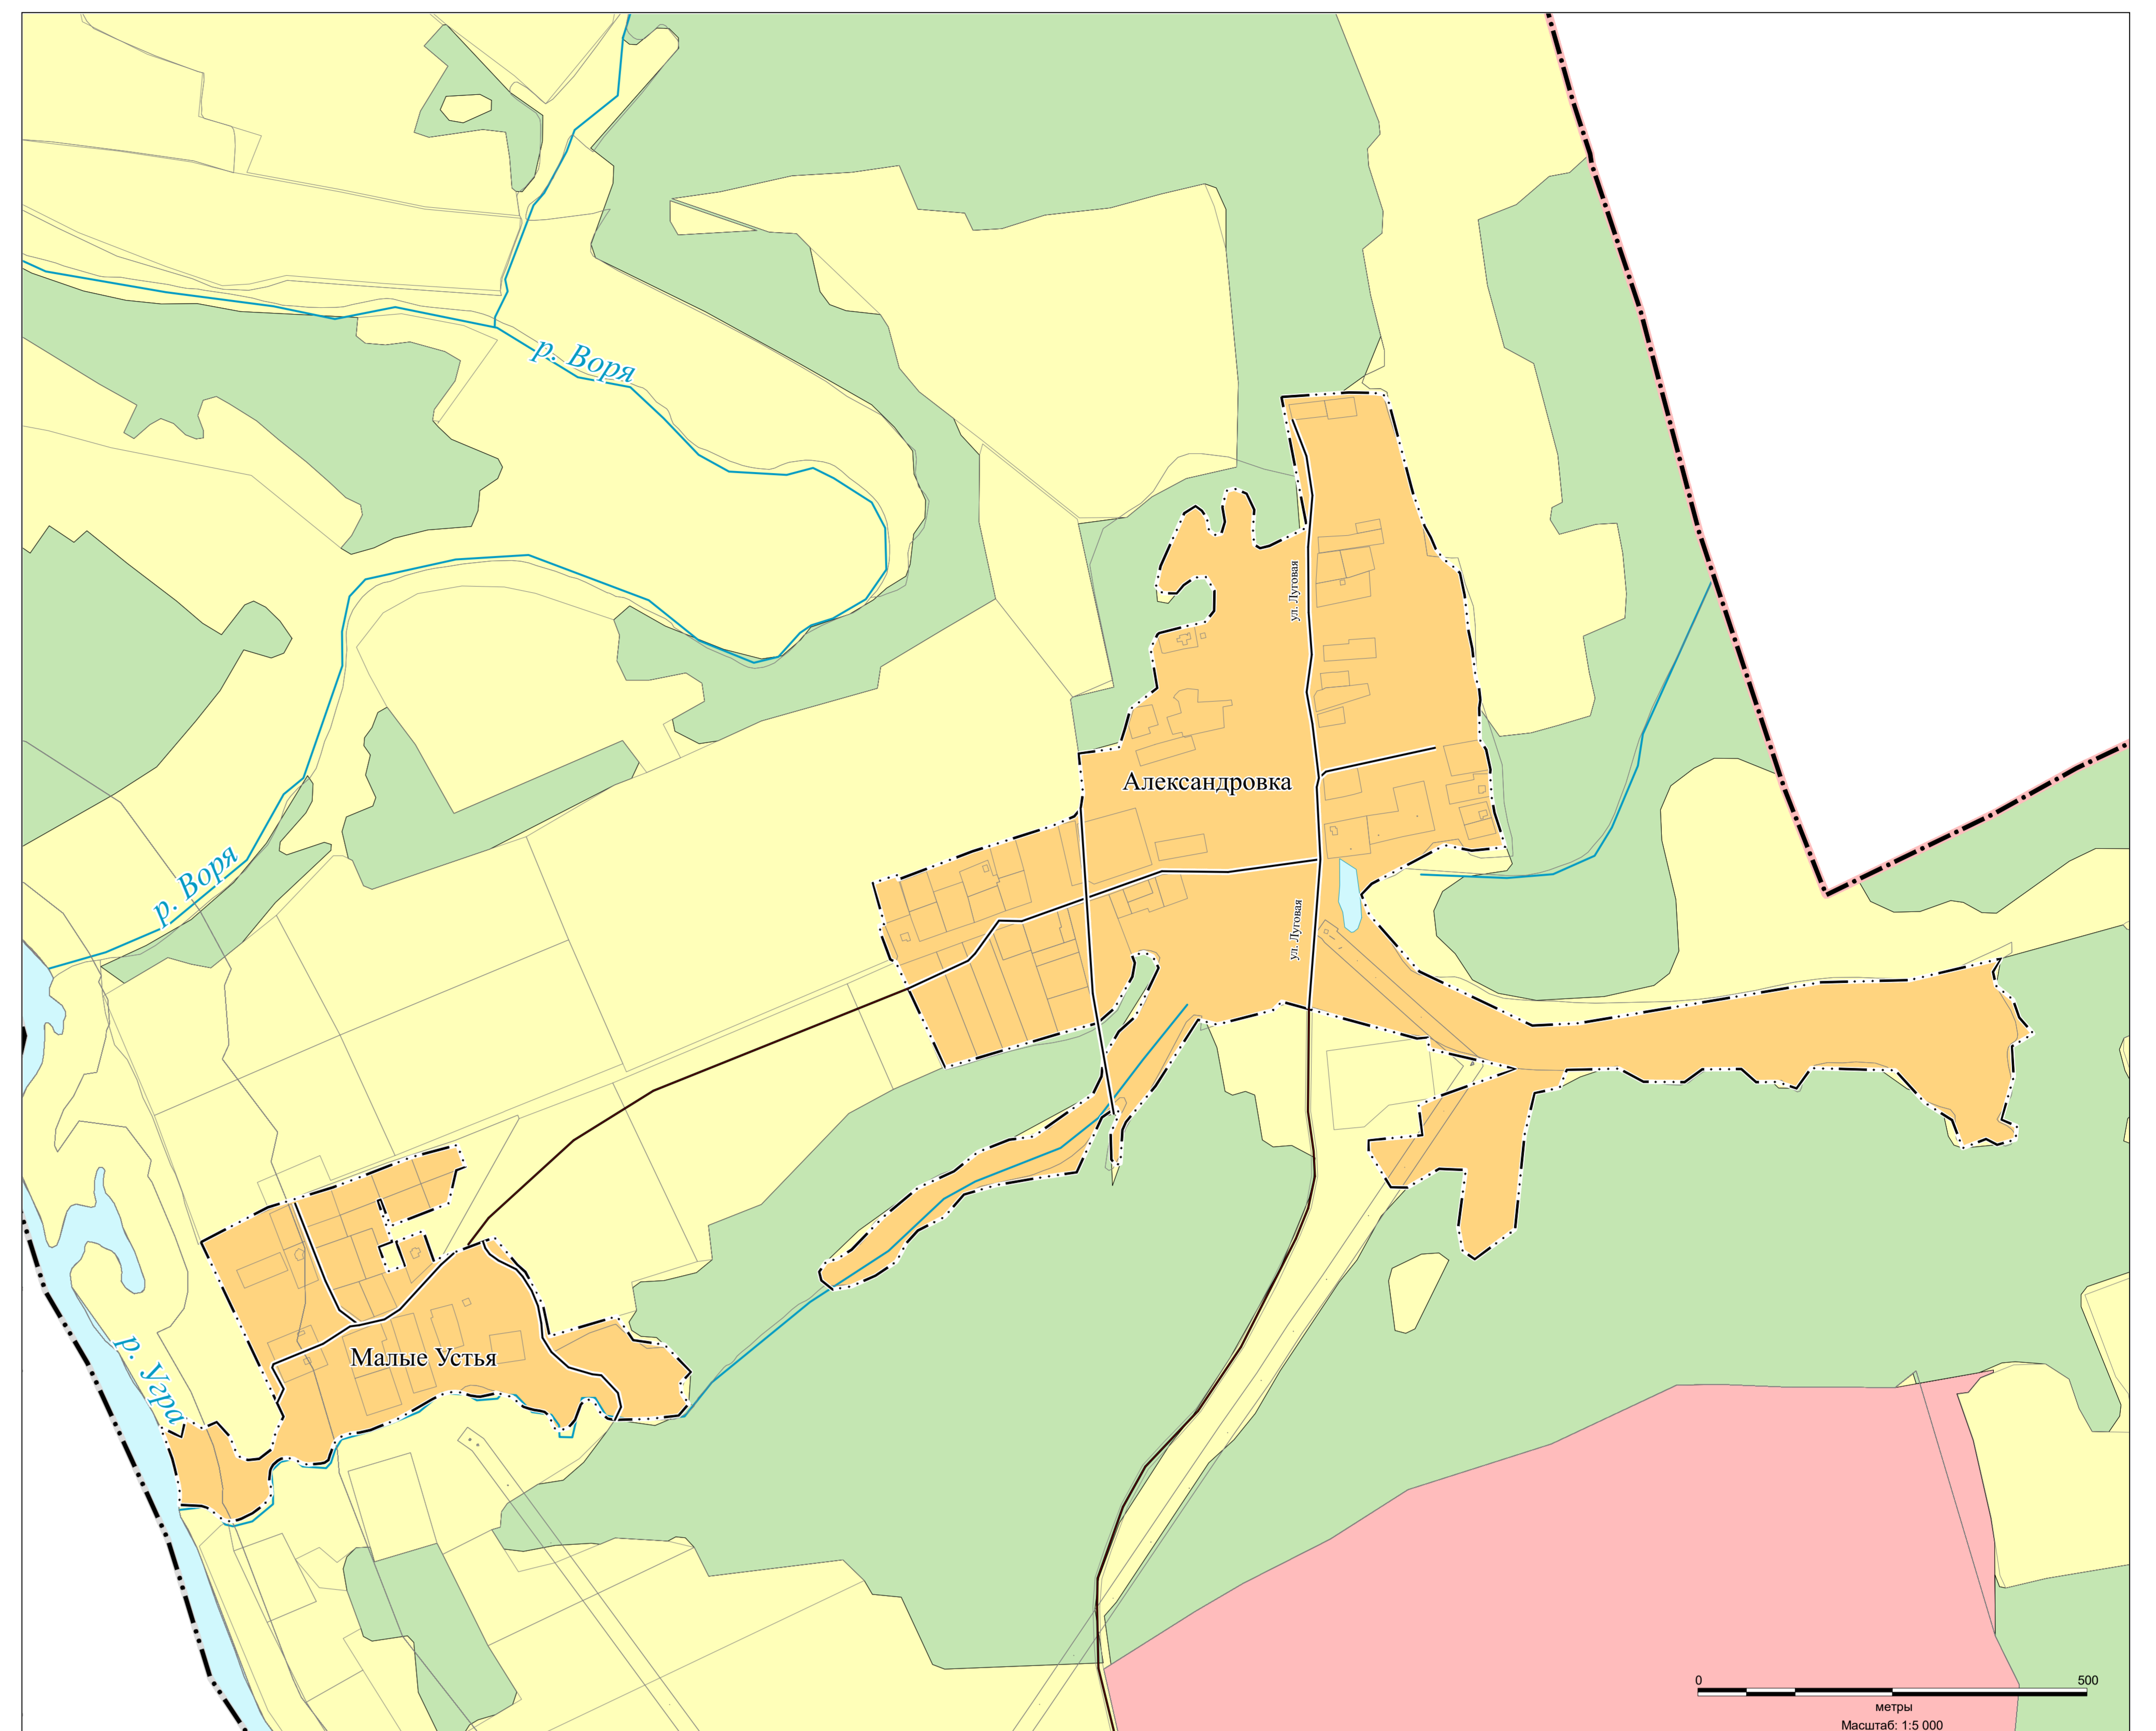 р. Воря
ул. Луговая
Александровка
р. Воря
ул. Луговая
Малые Устья
р. Угра
0 500
метры
Масштаб: 1:5 000